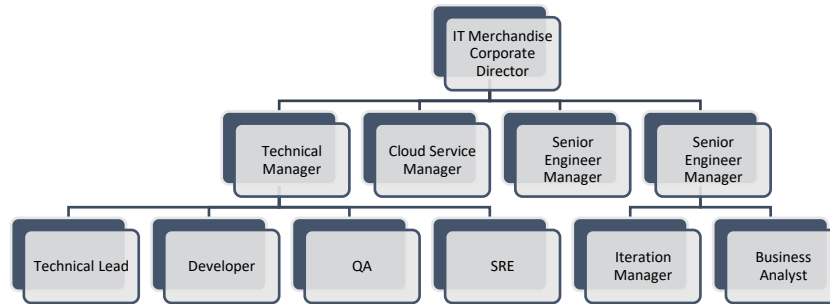 IT Merchandise
Corporate
Director
Technical
Manager
Cloud Service
Manager
Senior
Engineer
Manager
Senior
Engineer
Manager
Technical Lead
Developer
QA
SRE
Iteration
Manager
Business
Analyst